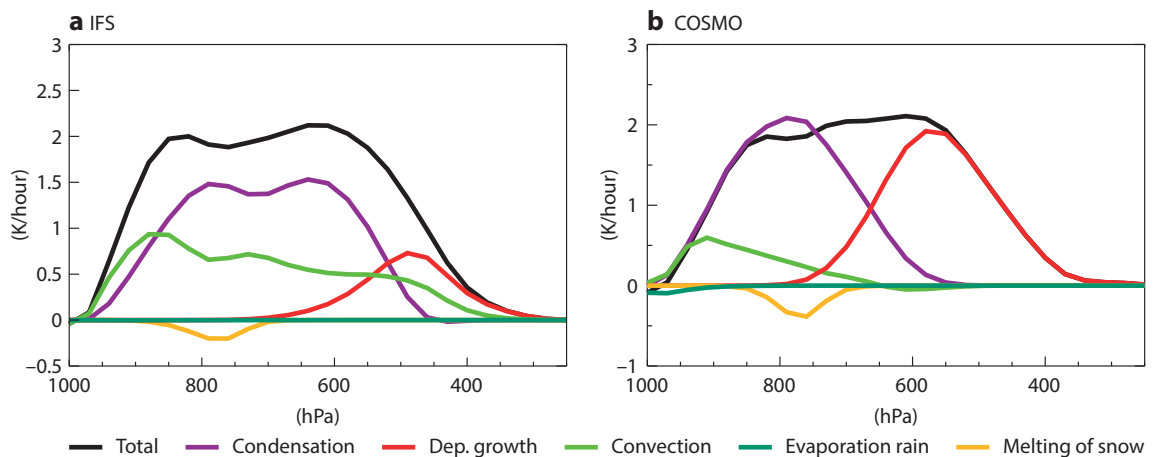 a IFS
3
2.5
2
1.5
1
0.5
0
−0.5
(K/hour)
1000 800 600 400
(hPa)
b COSMO
3
2
1
0
−1
(K/hour)
1000 800 600 400
(hPa)
Total Condensation Dep. growth Convection Evaporation rain Melting of snow